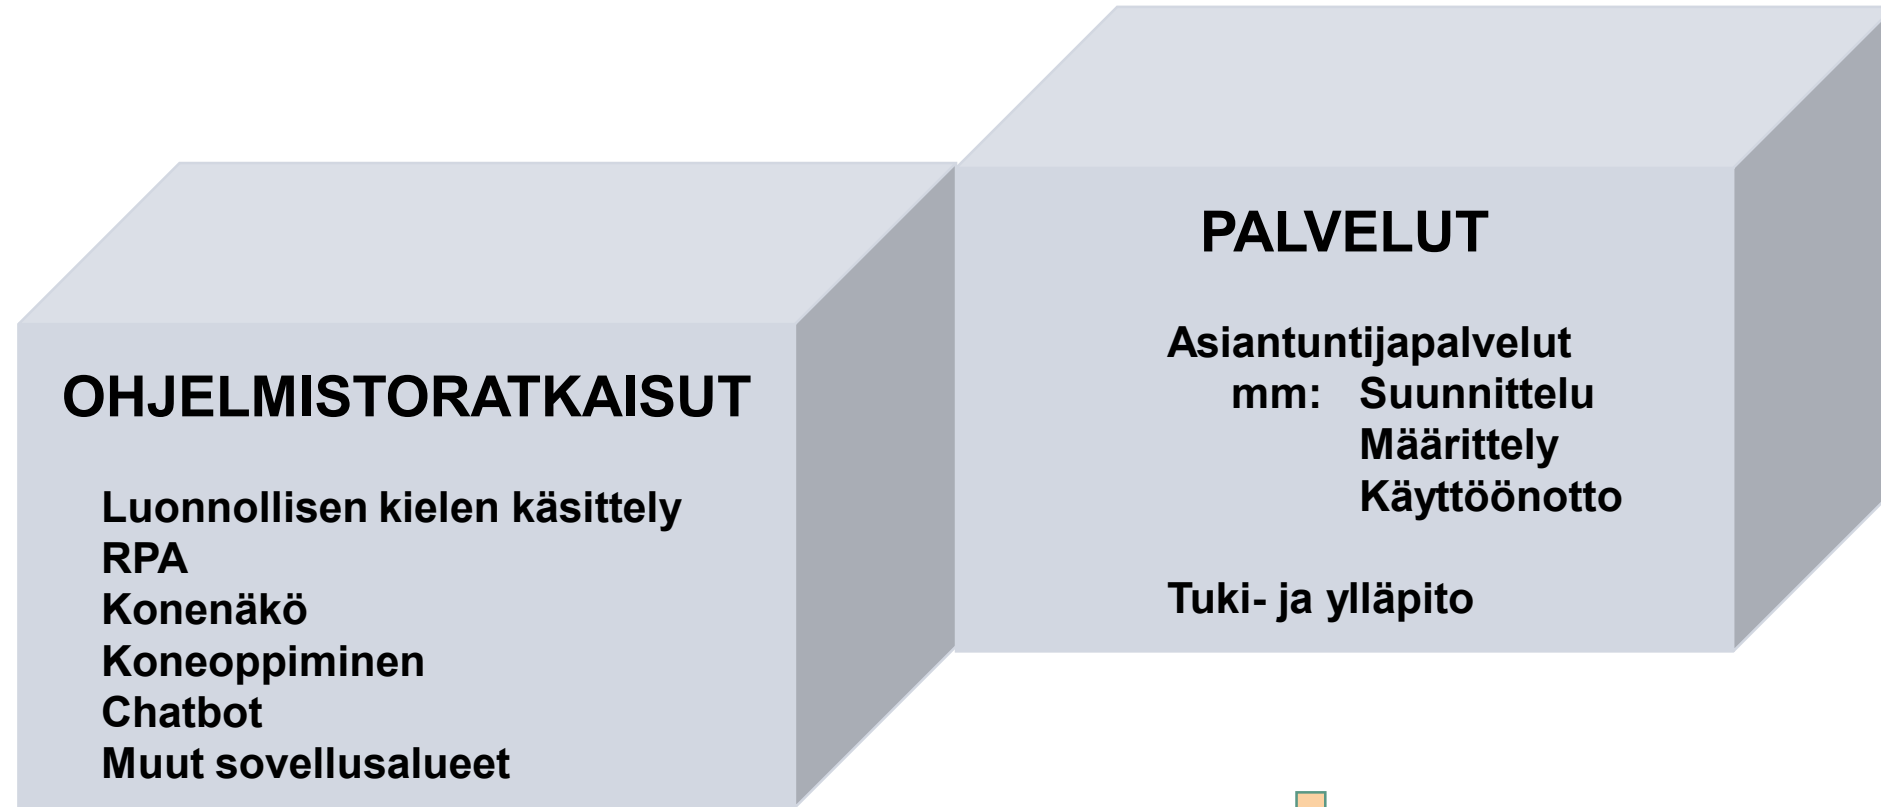 OHJELMISTORATKAISUT
Luonnollisen kielen käsittely
RPA
Konenäkö
Koneoppiminen
Chatbot
Muut sovellusalueet
PALVELUT
Asiantuntijapalvelut
mm: Suunnittelu
Määrittely
Käyttöönotto
Tuki- ja ylläpito